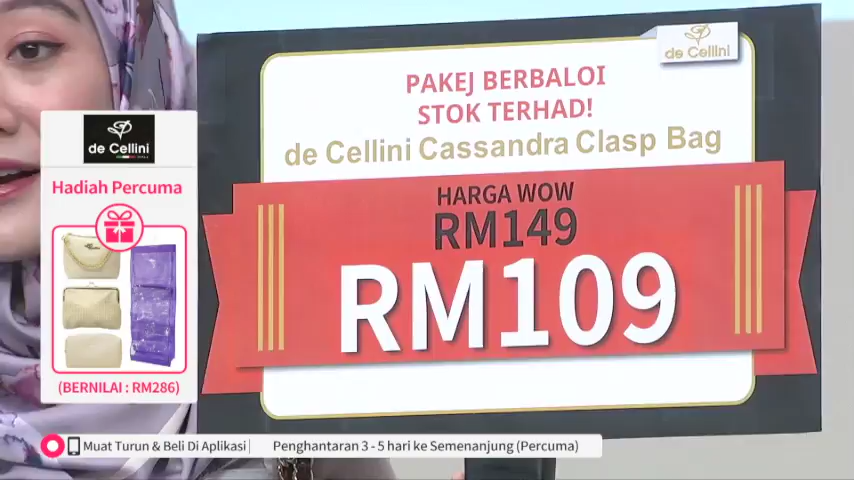 de Cellini
PAKEJ BERBALOI
STOK TERHAD!
de Cellini Cassandra Clasp Bag
HARGA WOW
RM149
RM109
de Cellini
Hadiah Percuma
(BERNILAI : RM286)
Muat Turun & Beli Di Aplikasi
Penghantaran 3 - 5 hari ke Semenanjung (Percuma)